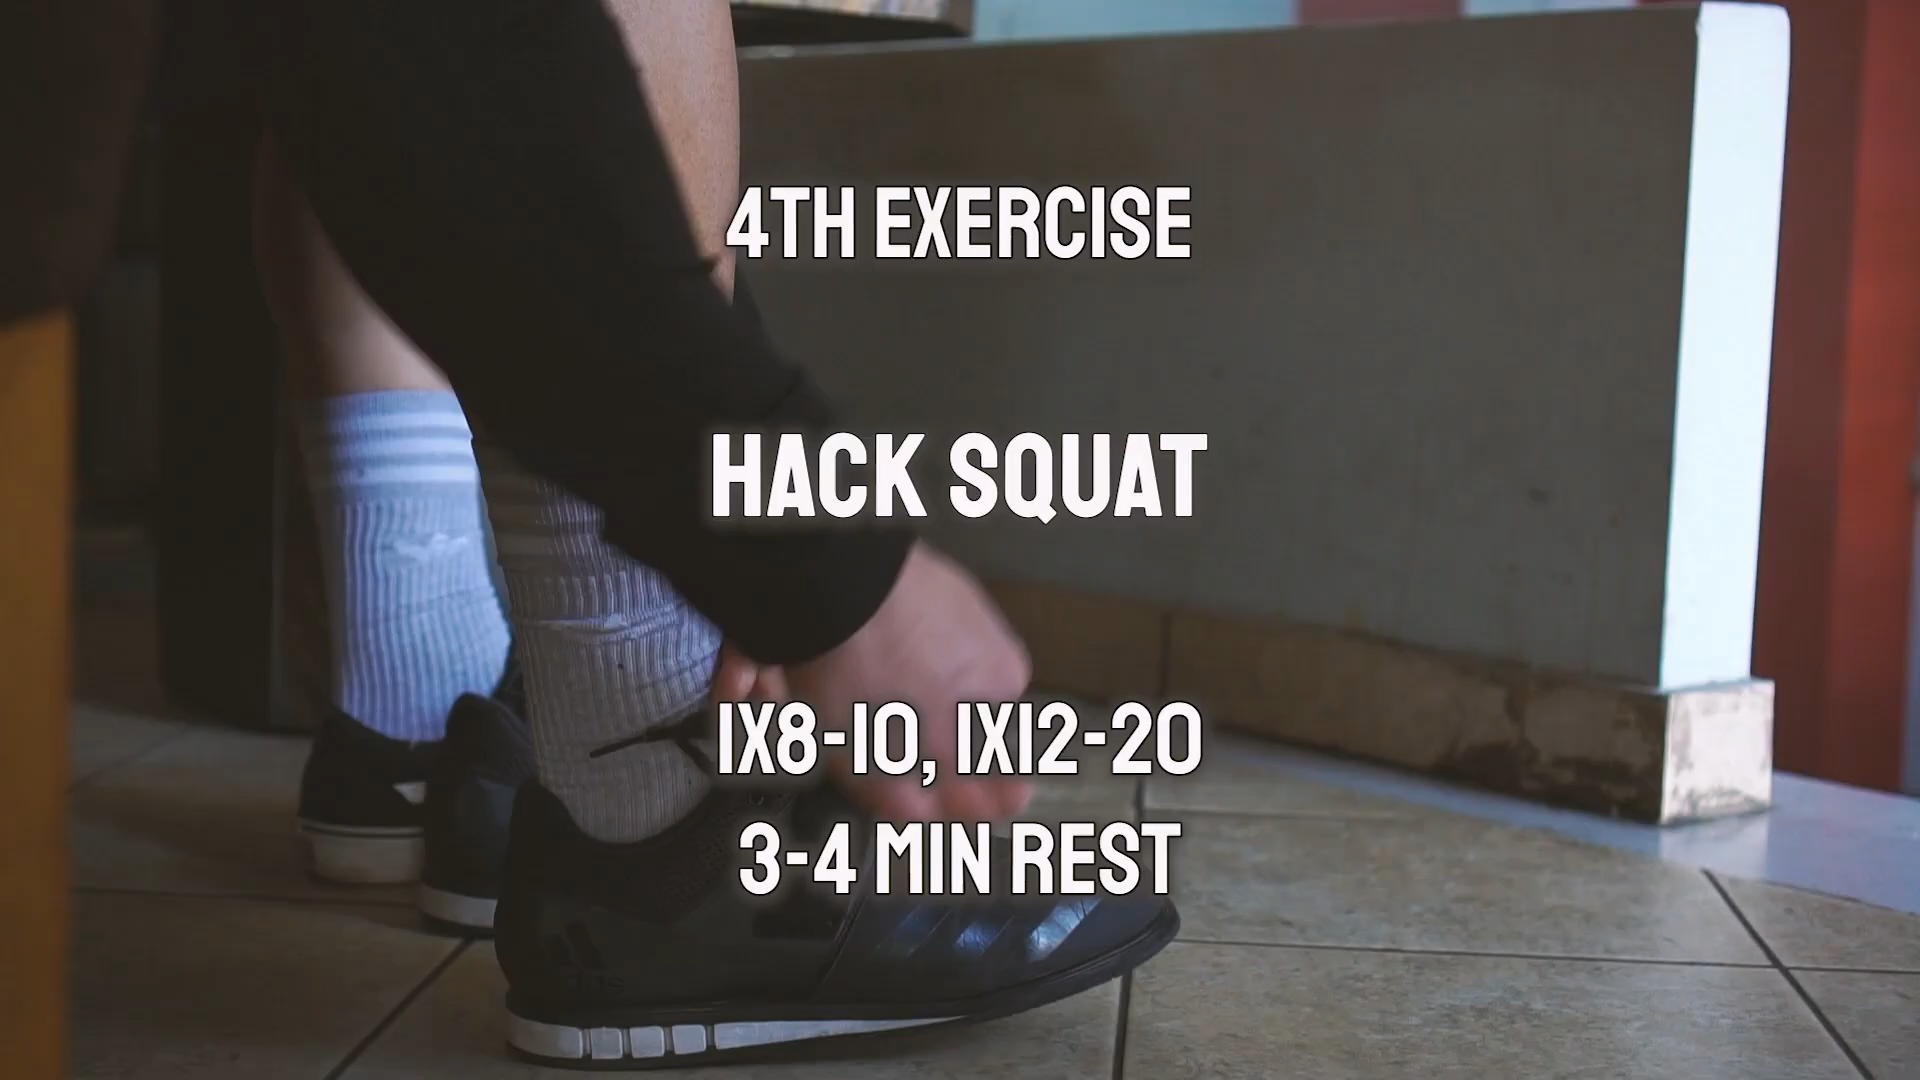 4TH EXERCISE
HACK SQUAT
1X8-10, 1X12-20
3-4 MIN REST